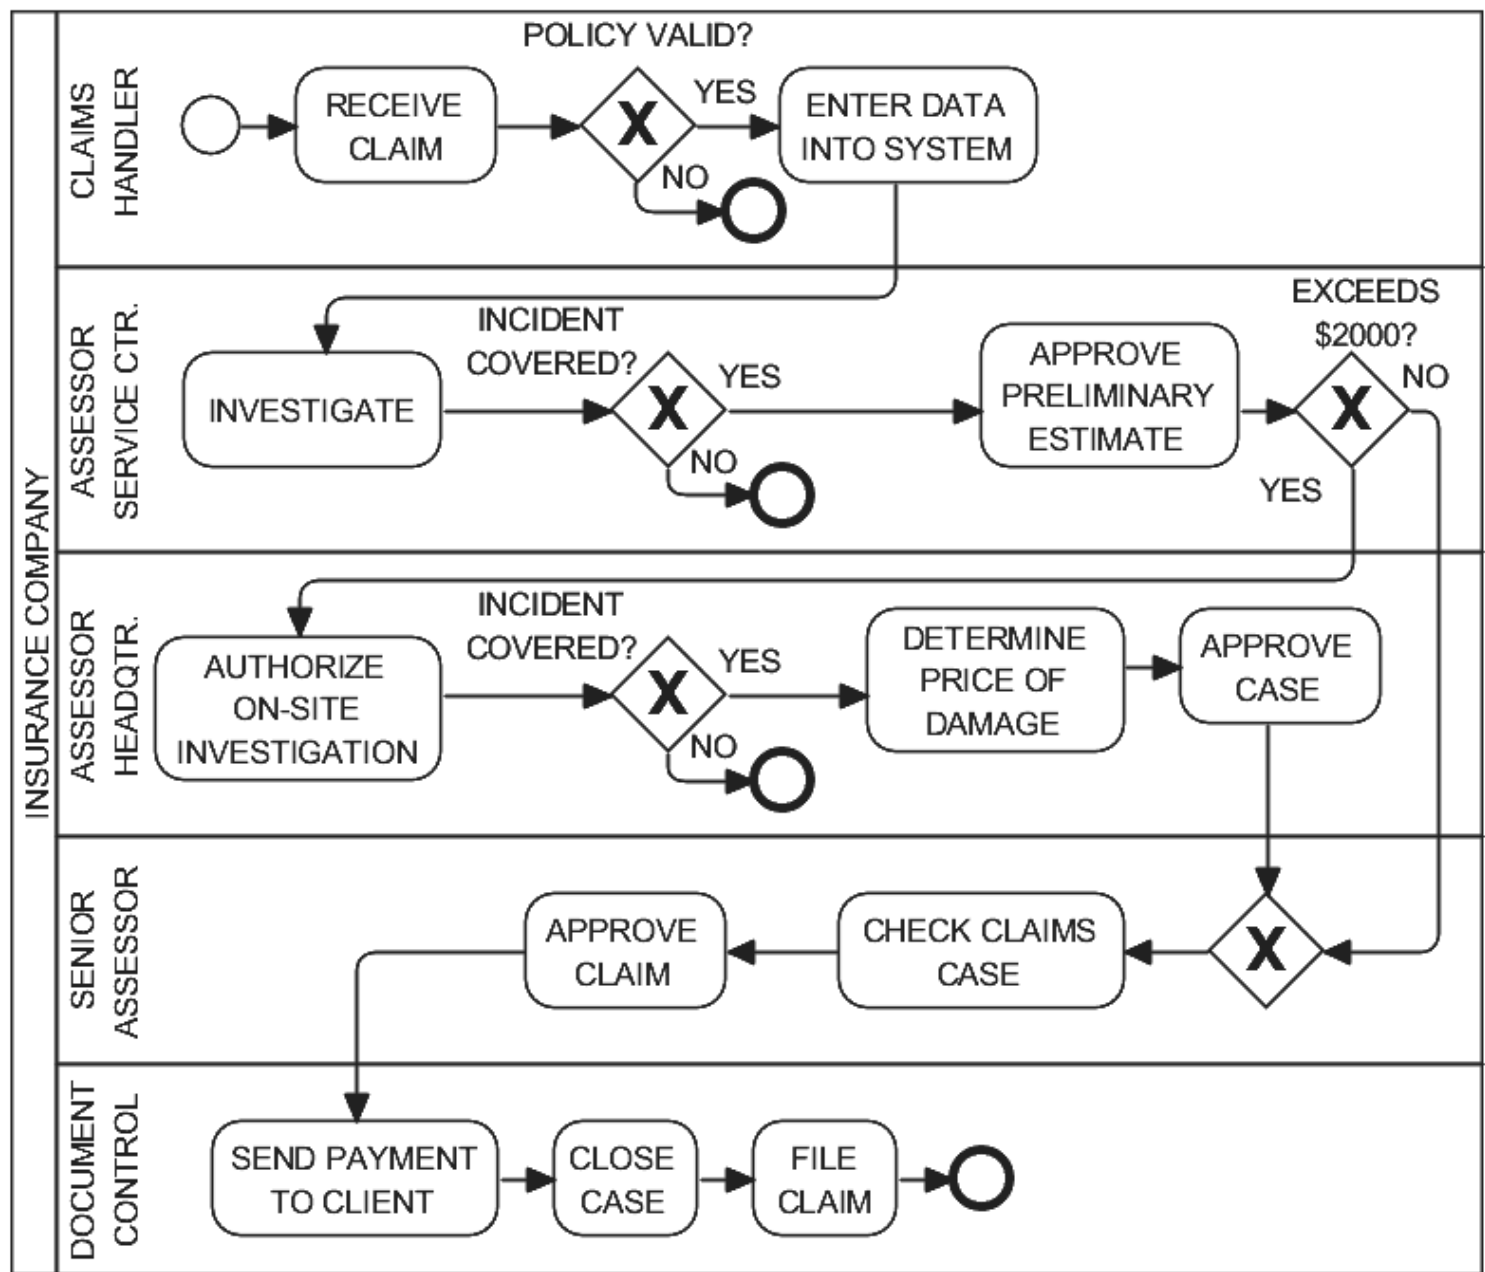 INSURANCE COMPANY
CLAIMS
HANDLER
RECEIVE
CLAIM
POLICY VALID?
X
YES
NO
ENTER DATA
INTO SYSTEM
ASSESSOR
SERVICE CTR.
INVESTIGATE
INCIDENT
COVERED?
X
YES
NO
APPROVE
PRELIMINARY
ESTIMATE
EXCEEDS
$2000?
X
NO
YES
ASSESSOR
HEADQTR.
AUTHORIZE
ON-SITE
INVESTIGATION
INCIDENT
COVERED?
X
YES
NO
DETERMINE
PRICE OF
DAMAGE
APPROVE
CASE
SENIOR
ASSESSOR
APPROVE
CLAIM
CHECK CLAIMS
CASE
X
DOCUMENT
CONTROL
SEND PAYMENT
TO CLIENT
CLOSE
CASE
FILE
CLAIM